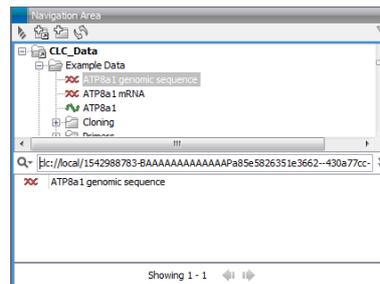 Navigation Area
CLC_Data
Example Data
ATP8a1 genomic sequence
ATP8a1 mRNA
ATP8a1
Cloning
Primers
clc://local/1542988783-BAAAAAAAAAAAAAPa85e5826351e3662--430a77cc-
ATP8a1 genomic sequence
Showing 1 - 1